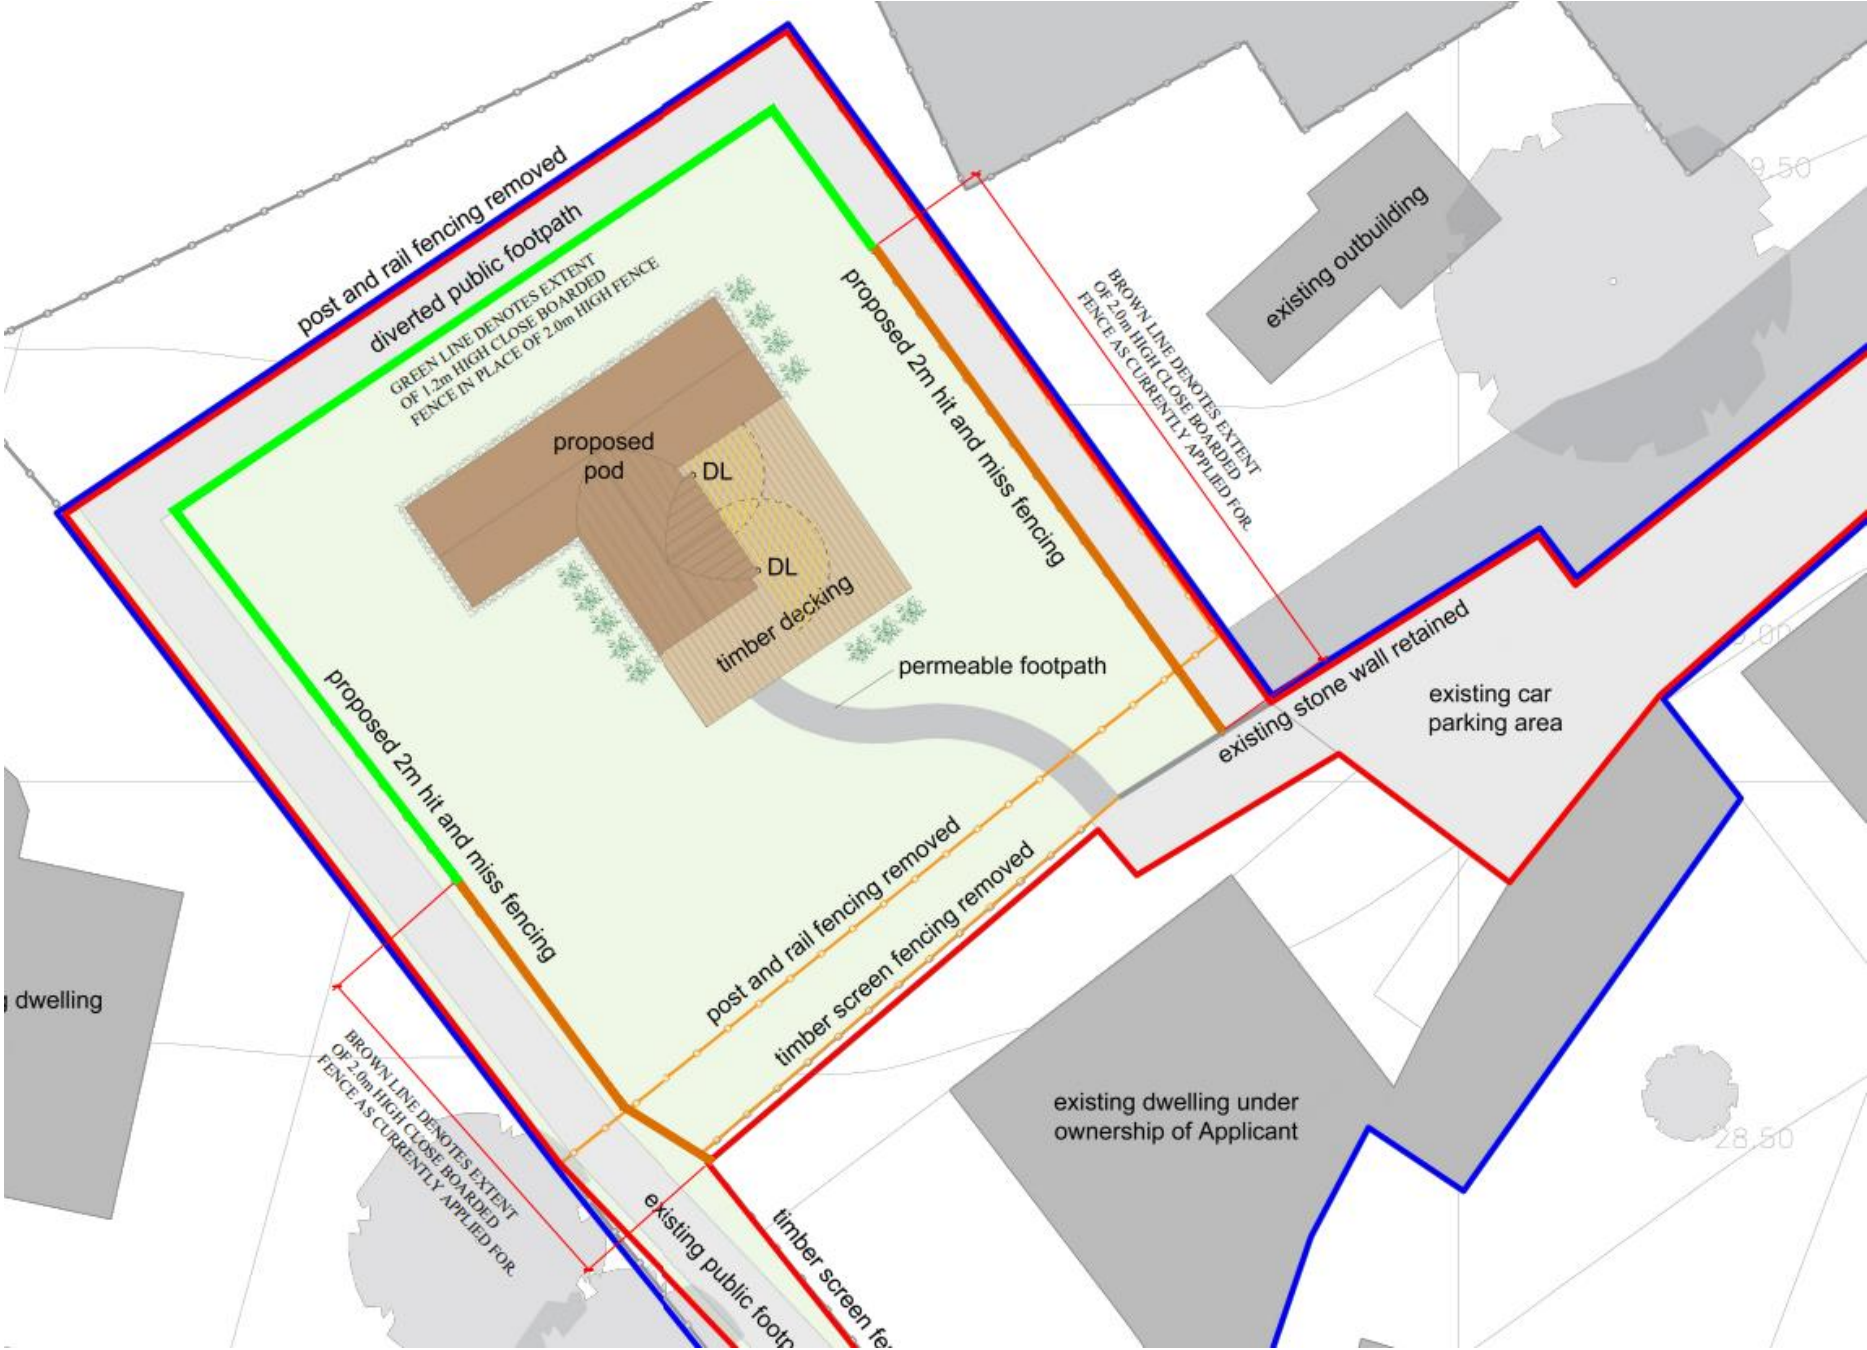 post and rail fencing removed
diverted public footpath
GREEN LINE DENOTES EXTENT
OF 1.2m HIGH CLOSE BOARDED
FENCE IN PLACE OF 2.0m HIGH FENCE
proposed 2m hit and miss fencing
BROWN LINE DENOTES EXTENT
OF 2.0m HIGH CLOSE BOARDED
FENCE AS CURRENTLY APPLIED FOR.
existing outbuilding
9.50
proposed
pod
DL
DL
timber decking
permeable footpath
existing stone wall retained
existing car
parking area
.00
proposed 2m hit and miss fencing
post and rail fencing removed
timber screen fencing removed
g dwelling
BROWN LINE DENOTES EXTENT
OF 2.0m HIGH CLOSE BOARDED
FENCE AS CURRENTLY APPLIED FOR.
existing dwelling under
ownership of Applicant
28.50
existing public footp
timber screen fe